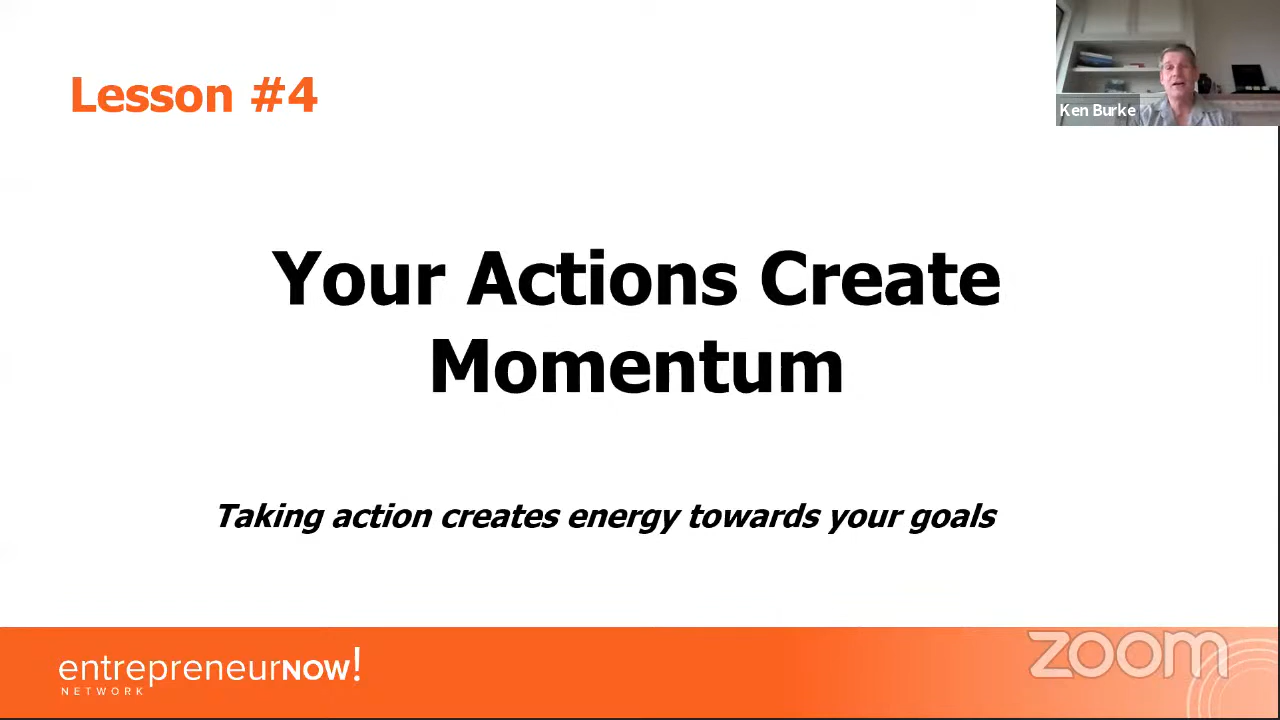 Lesson #4
Ken Burke
Your Actions Create
Momentum
Taking action creates energy towards your goals
entrepreneurNOW!
NETWORK
zoom